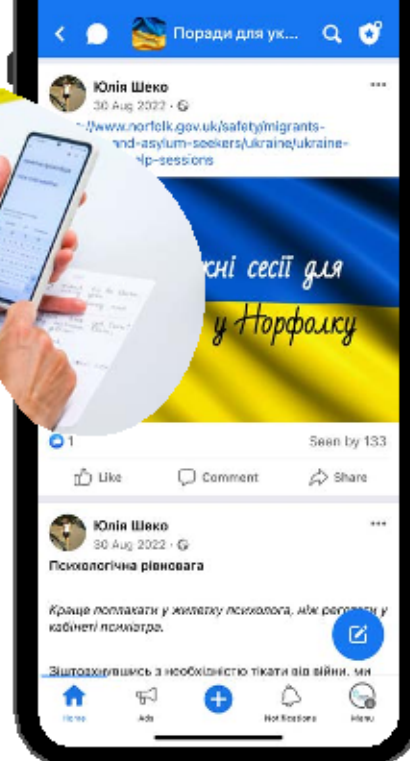 Поради для ук...
Юлія Шеко
30 Aug 2022 ·
://www.norfolk.gov.uk/safety/migrants-
and-asylum-seekers/ukraine/ukraine-
elp-sessions
жні сесії для
у Норфолку
1
Seen by 133
Like
Comment
Share
Юлія Шеко
30 Aug 2022 ·
Психологічна рівновага
Краще поплакати у жилетку психолога, ніж реготати у
кабінеті психіатра.
Зіштовхнувшись з необхідністю тікати від війни, ми
Home
Ads
Notifications
Menu